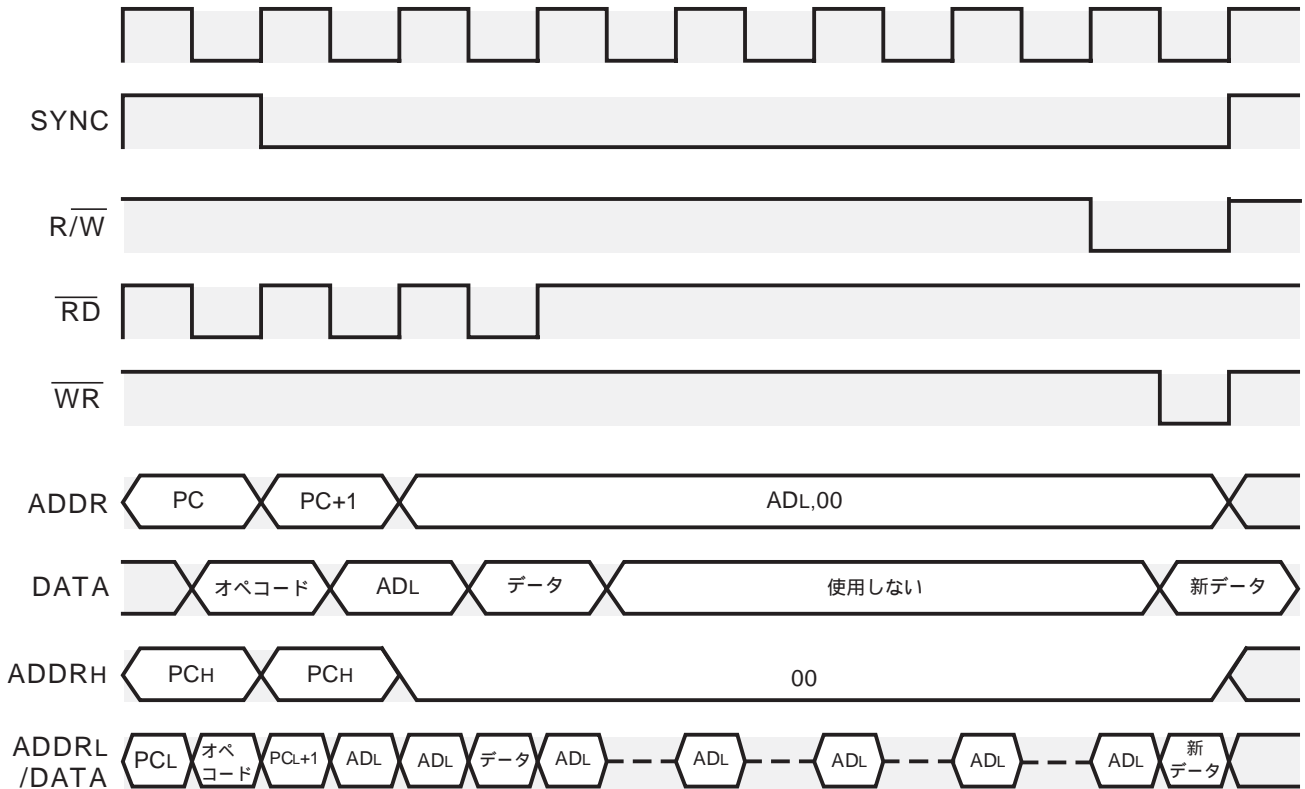 SYNC
R/W
RD
WR
ADDR PC PC+1 ADL,00
DATA オペコード ADL データ 使用しない 新データ
ADDRH PCH PCH 00
ADDRL
/DATA
PCL オペ
コード PCL+1 ADL ADL データ ADL ADL ADL ADL ADL 新
データ